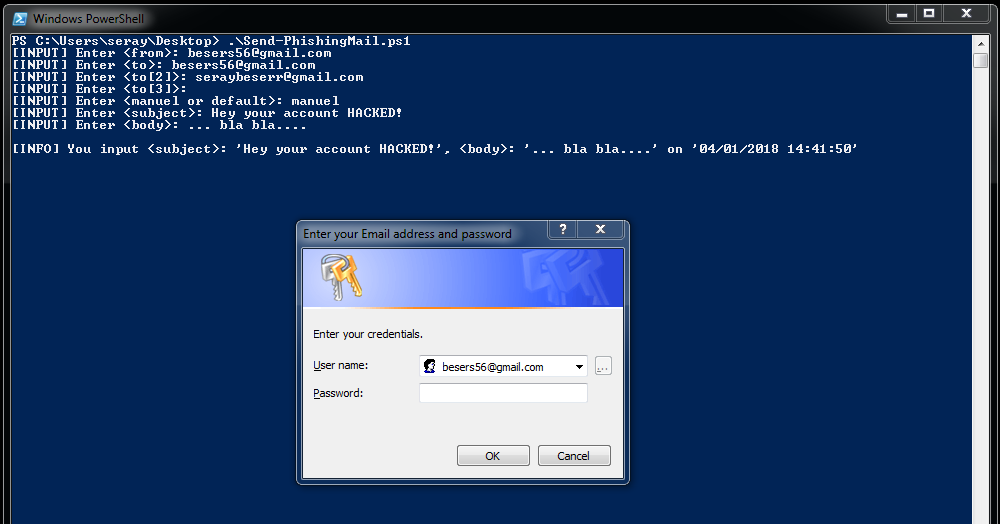 Windows PowerShell
PS C:\Users\seray\Desktop> .\Send-PhishingMail.ps1
[INPUT] Enter <from>: besers56@gmail.com
[INPUT] Enter <to>: besers56@gmail.com
[INPUT] Enter <to[2]>: seraybeserr@gmail.com
[INPUT] Enter <to[3]>:
[INPUT] Enter <manuel or default>: manuel
[INPUT] Enter <subject>: Hey your account HACKED!
[INPUT] Enter <body>: ... bla bla....
[INFO] You input <subject>: 'Hey your account HACKED!', <body>: '... bla bla....' on '04/01/2018 14:41:50'
Enter your Email address and password
Enter your credentials.
User name: besers56@gmail.com ...
Password:
OK Cancel